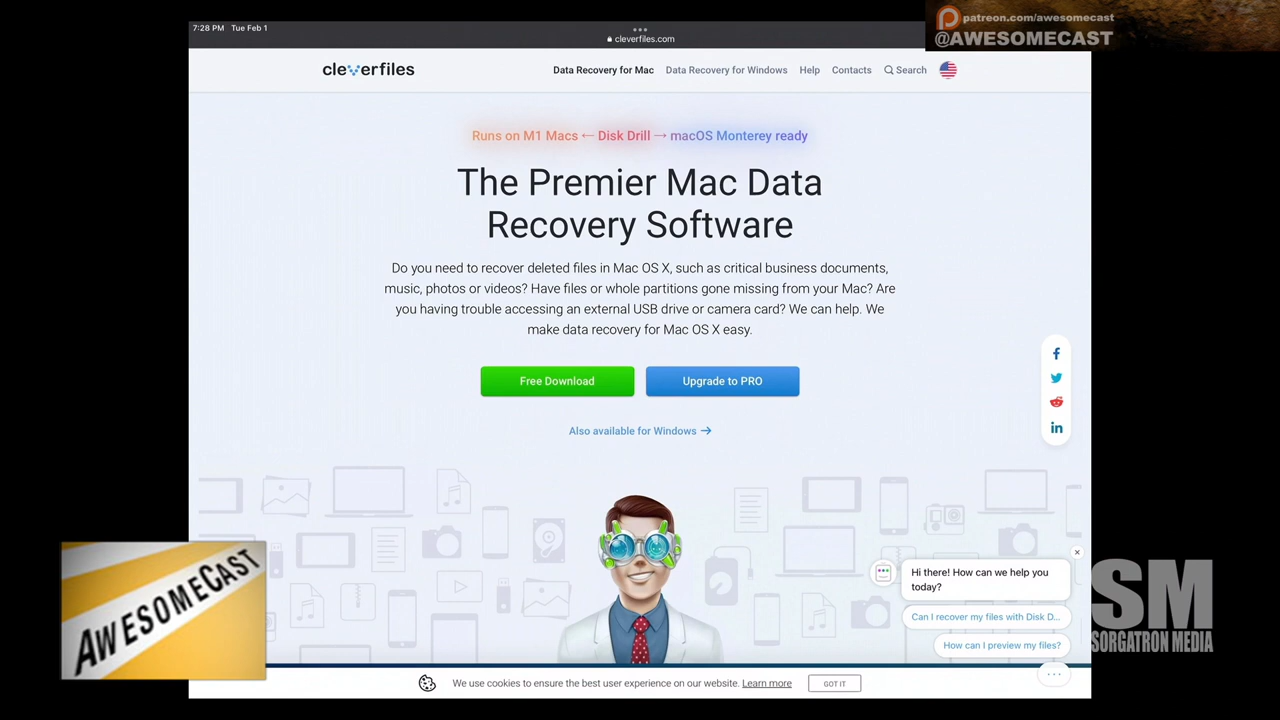 7:28 PM Tue Feb 1
cleverfiles.com
patreon.com/awesomecast
@AWESOMECAST
cleverfiles
Data Recovery for Mac Data Recovery for Windows Help Contacts Search
Runs on M1 Macs ← Disk Drill → macOS Monterey ready
The Premier Mac Data
Recovery Software
Do you need to recover deleted files in Mac OS X, such as critical business documents,
music, photos or videos? Have files or whole partitions gone missing from your Mac? Are
you having trouble accessing an external USB drive or camera card? We can help. We
make data recovery for Mac OS X easy.
Free Download Upgrade to PRO
Also available for Windows →
Hi there! How can we help you
today?
Can I recover my files with Disk D...
How can I preview my files?
AWESOMECAST
SM
SORGATRON MEDIA
We use cookies to ensure the best user experience on our website. Learn more GOT IT